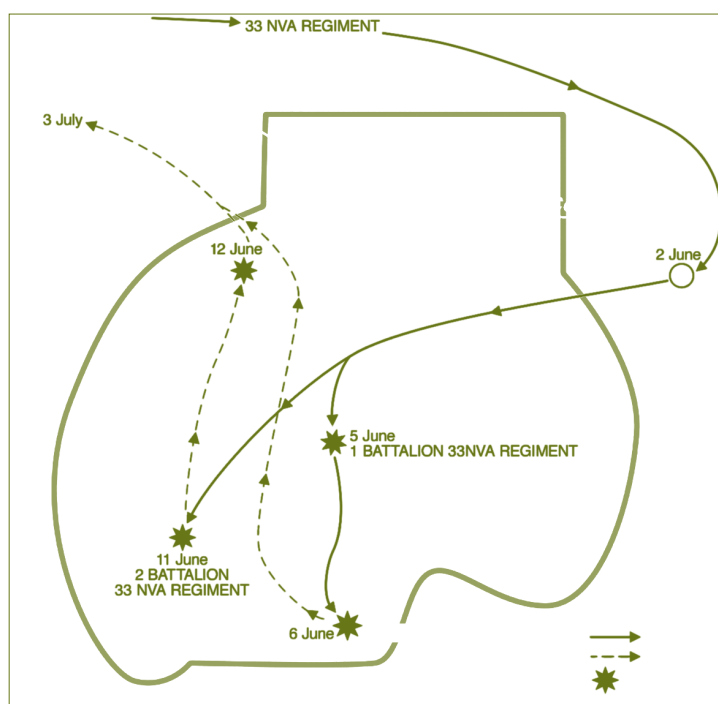 33 NVA REGIMENT
3 July
12 June
2 June
5 June
1 BATTALION 33NVA REGIMENT
11 June
2 BATTALION
33 NVA REGIMENT
6 June